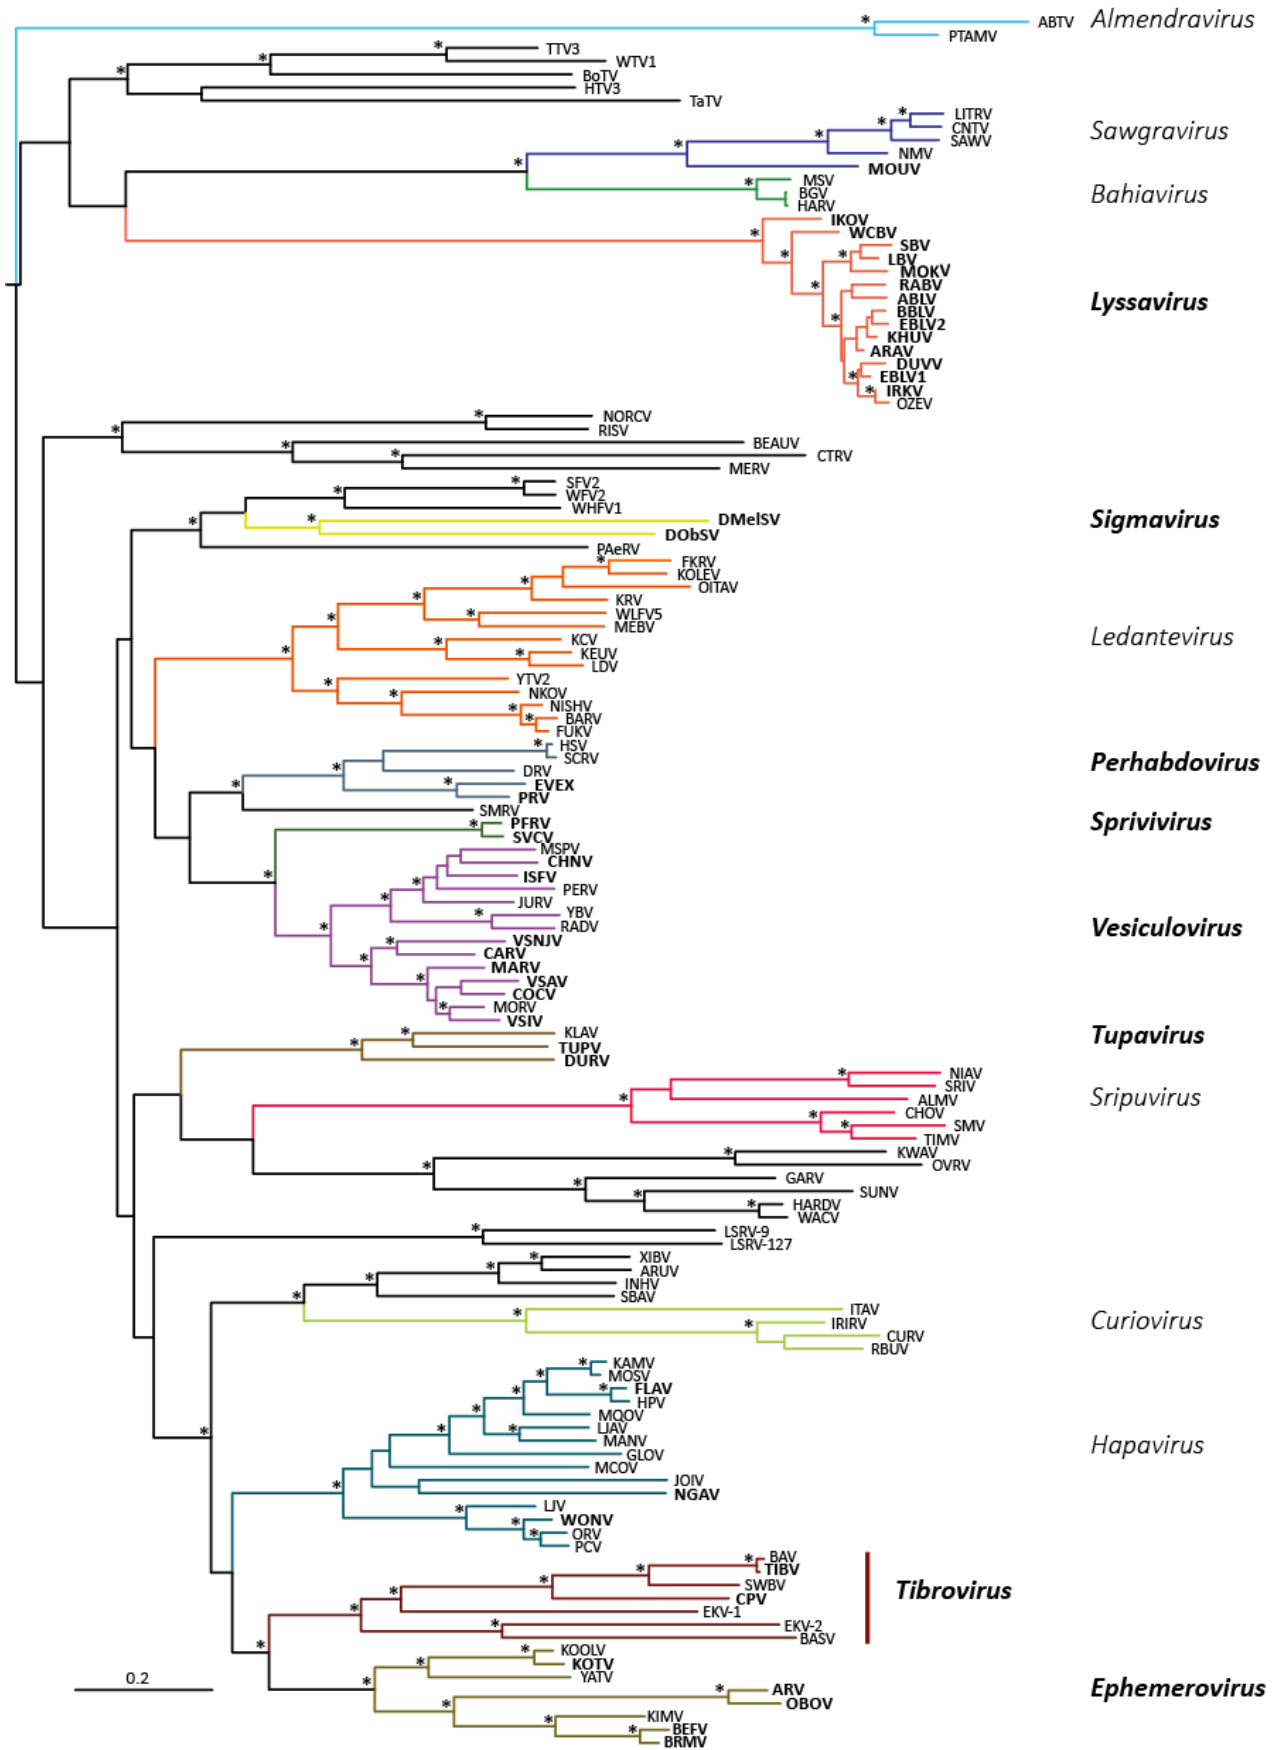 ABTV
Almendravirus
PTAMV
TTV3
WTV1
BoTV
HTV3
TaTV
LITRV
CNTV
SAWV
Sawgravirus
NMV
MOUV
MSV
BGV
HARV
Bahiavirus
IKOV
WCBV
SBV
LBV
MOKV
RABV
ABLV
Lyssavirus
BBLV
EBLV2
KHUV
ARAV
DUVV
EBLV1
IRKV
OZEV
NORCV
RISV
BEAUV
CTRV
MERV
SFV2
WFV2
WHFV1
DMelSV
Sigmavirus
DObSV
PAeRV
FKRV
KOLEV
OITAV
KRV
WLFV5
MEBV
Ledantevirus
KCV
KEUV
LDV
YTV2
NKOV
NISHV
BARV
FUKV
HSV
SCRV
Perhabdovirus
DRV
EVEX
PRV
SMRV
PFRV
Sprivivirus
SVCV
MSPV
CHNV
ISFV
PERV
JURV
YBV
RADV
Vesiculovirus
VSNJV
CARV
MARV
VSAV
COCV
MORV
VSIV
KLAV
Tupavirus
TUPV
DURV
NIAV
SRIV
Sripuvirus
ALMV
CHOV
SMV
TIMV
KWAV
OVRV
GARV
SUNV
HARDV
WACV
LSRV-9
LSRV-127
XIBV
ARUV
INHV
SBAV
ITAV
Curiovirus
IRIRV
CURV
RBUV
KAMV
MOSV
FLAV
HPV
MQOV
LJAV
MANV
Hapavirus
GLOV
MCOV
JOIV
NGAV
LJV
WONV
ORV
PCV
BAV
TIBV
SWBV
Tibrovirus
CPV
EKV-1
EKV-2
BASV
KOOLV
KOTV
YATV
0.2
ARV
Ephemerovirus
OBOV
KIMV
BEFV
BRMV